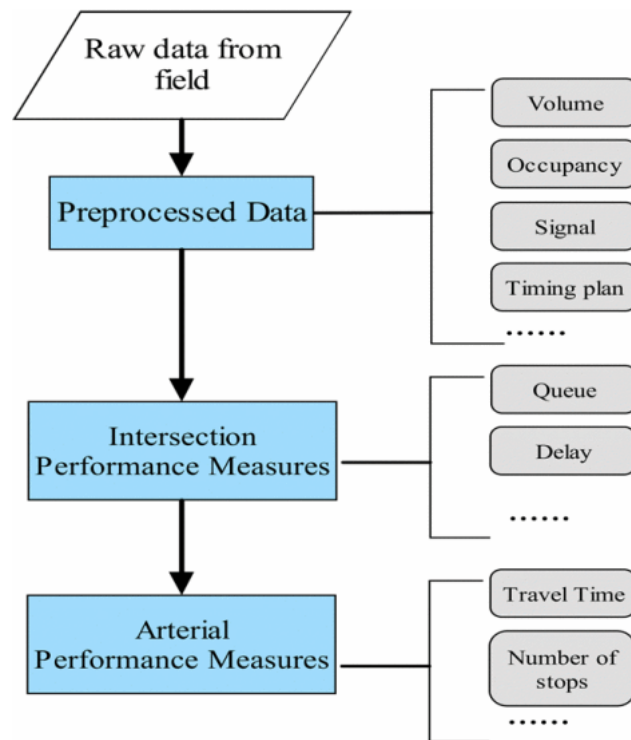 Raw data from
field
Volume
Occupancy
Preprocessed Data
Signal
Timing plan
......
Queue
Intersection
Performance Measures
Delay
......
Travel Time
Arterial
Performance Measures
Number of
stops
......